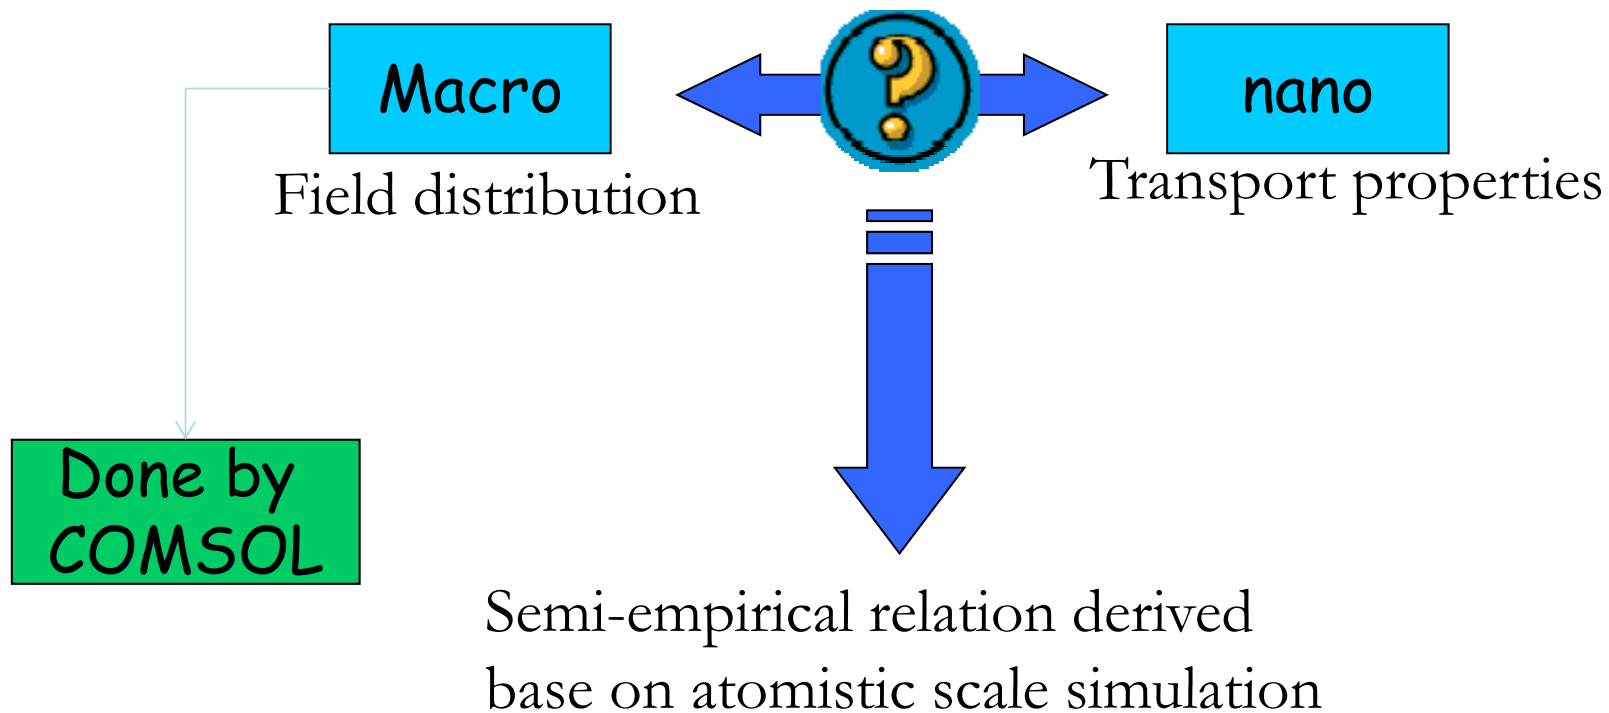 Macro
nano
Field distribution
Transport properties
Done by
COMSOL
Semi-empirical relation derived
base on atomistic scale simulation